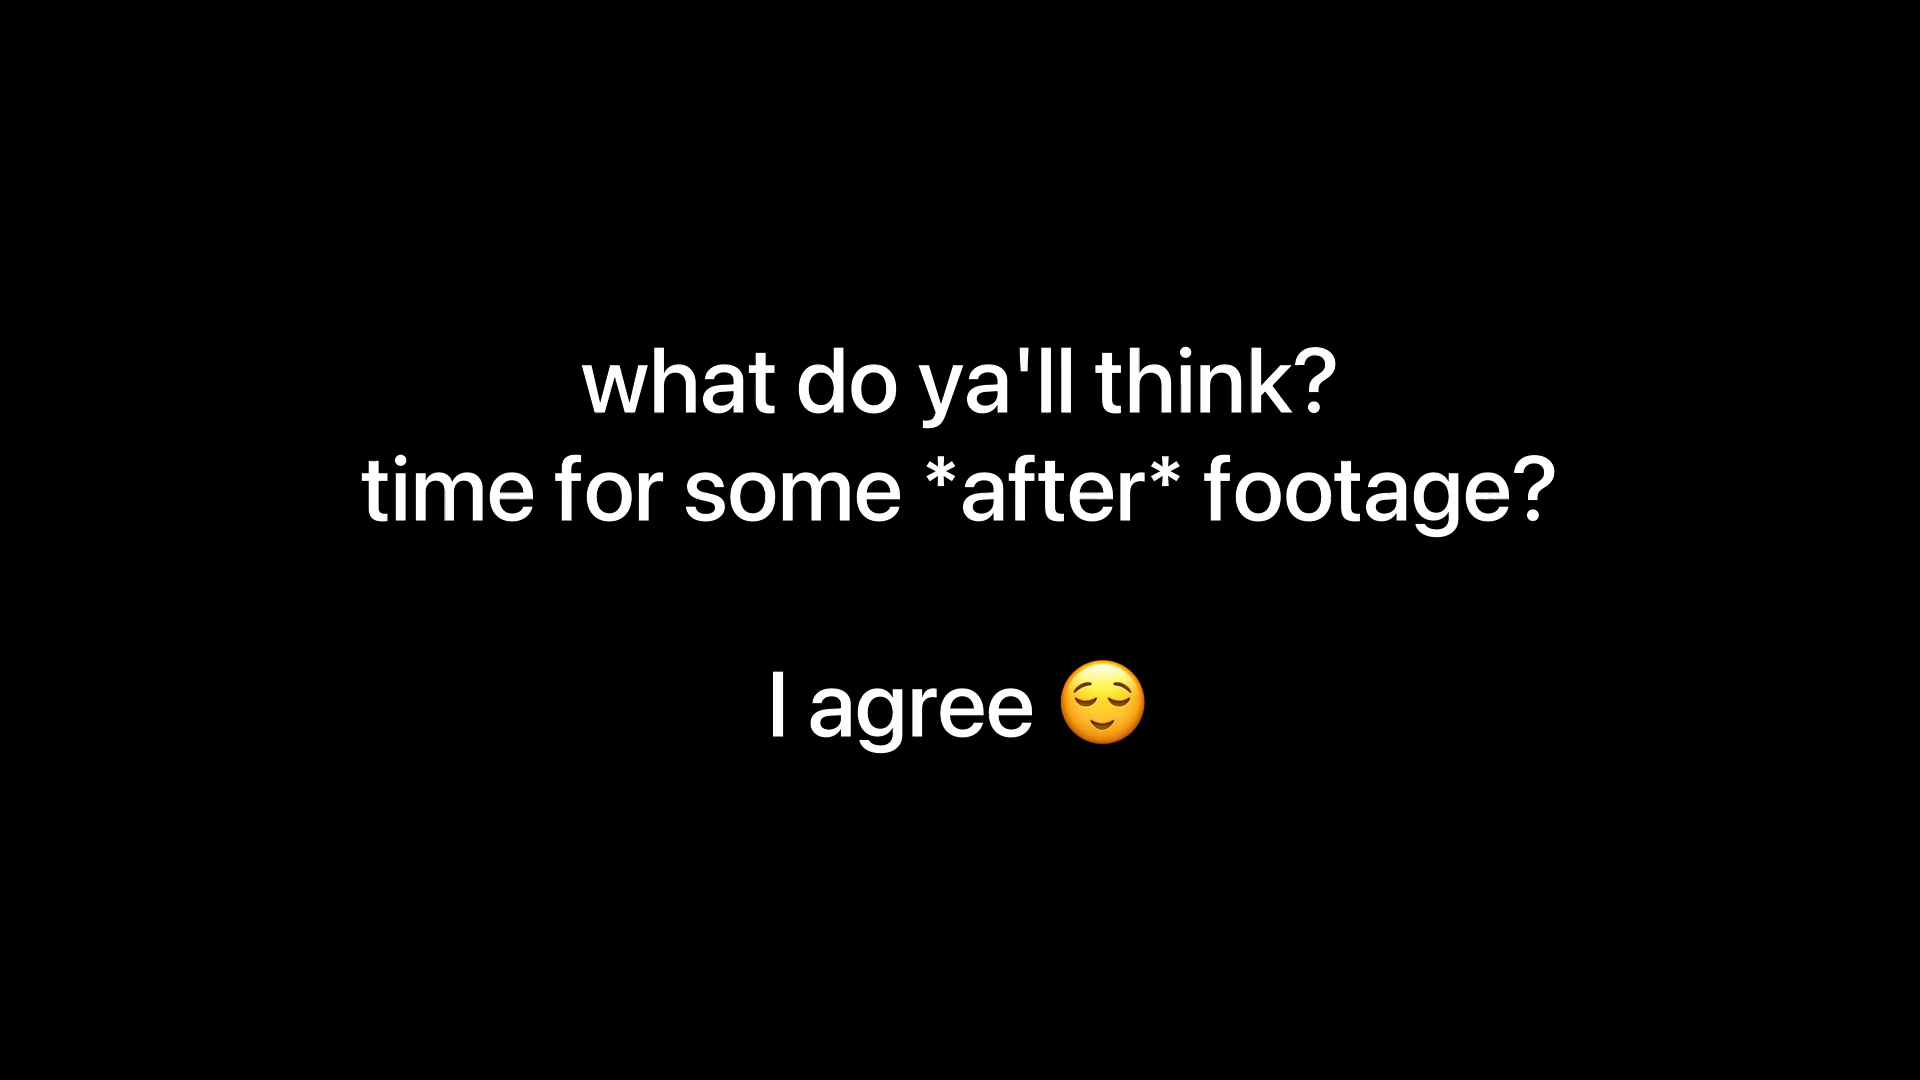 what do ya'll think?
time for some *after* footage?
I agree 😌